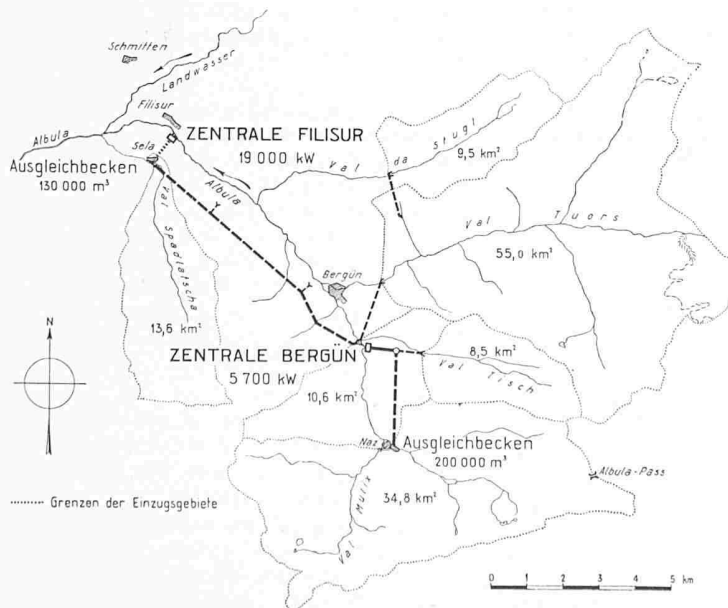 Schmitten
Landwasser
Filisur
Albula
Sela
ZENTRALE FILISUR
19 000 kW
Ausgleichbecken
130 000 m³
Albula
Val da Stugl
9,5 km²
Val Spadlatscha
13,6 km²
Val Tuors
55,0 km²
Bergün
ZENTRALE BERGÜN
5 700 kW
8,5 km²
Val Tisch
10,6 km²
N
Naz
Ausgleichbecken
200 000 m³
Albula-Pass
Val Mulix
34,8 km²
Grenzen der Einzugsgebiete
0 1 2 3 4 5 km